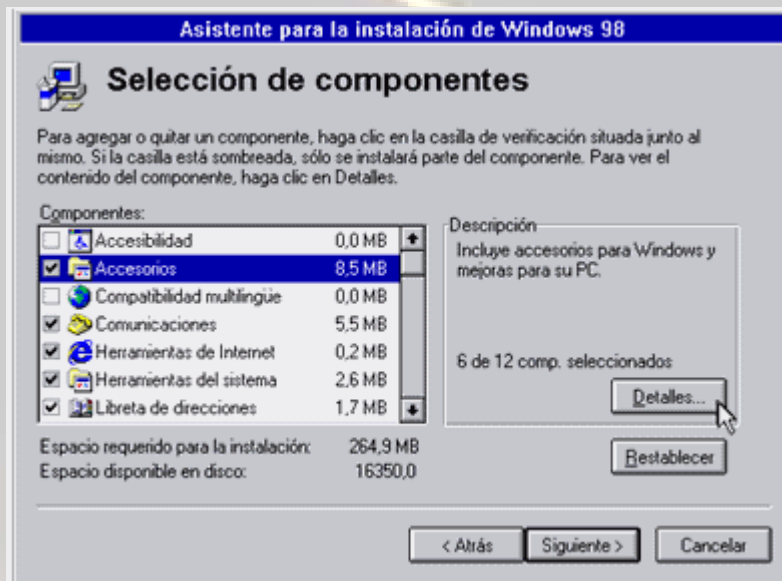 Asistente para la instalación de Windows 98
Selección de componentes
Para agregar o quitar un componente, haga clic en la casilla de verificación situada junto al
mismo. Si la casilla está sombreada, sólo se instalará parte del componente. Para ver el
contenido del componente, haga clic en Detalles.
Componentes:
Accesibilidad 0,0 MB
Accesorios 8,5 MB
Compatibilidad multilingüe 0,0 MB
Comunicaciones 5,5 MB
Herramientas de Internet 0,2 MB
Herramientas del sistema 2,6 MB
Libreta de direcciones 1,7 MB
Descripción
Incluye accesorios para Windows y
mejoras para su PC.
6 de 12 comp. seleccionados
Detalles...
Espacio requerido para la instalación: 264,9 MB
Espacio disponible en disco: 16350,0
Restablecer
< Atrás Siguiente > Cancelar